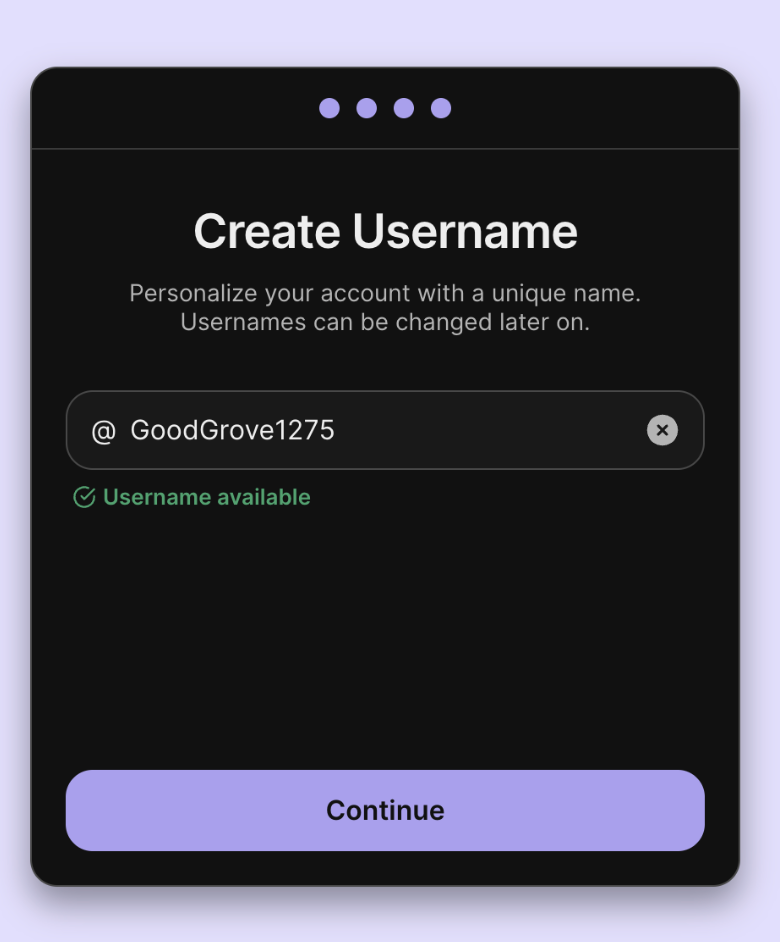 Create Username
Personalize your account with a unique name.
Usernames can be changed later on.
@ GoodGrove1275
Username available
Continue